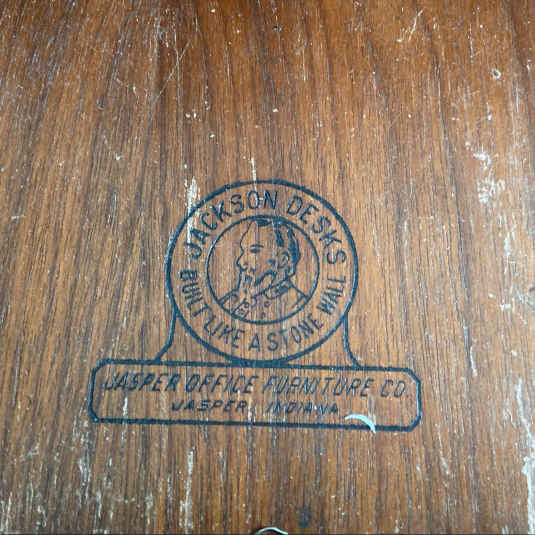 JACKSON DESKS
BUILT LIKE A STONE WALL
JASPER OFFICE FURNITURE CO.
JASPER, INDIANA